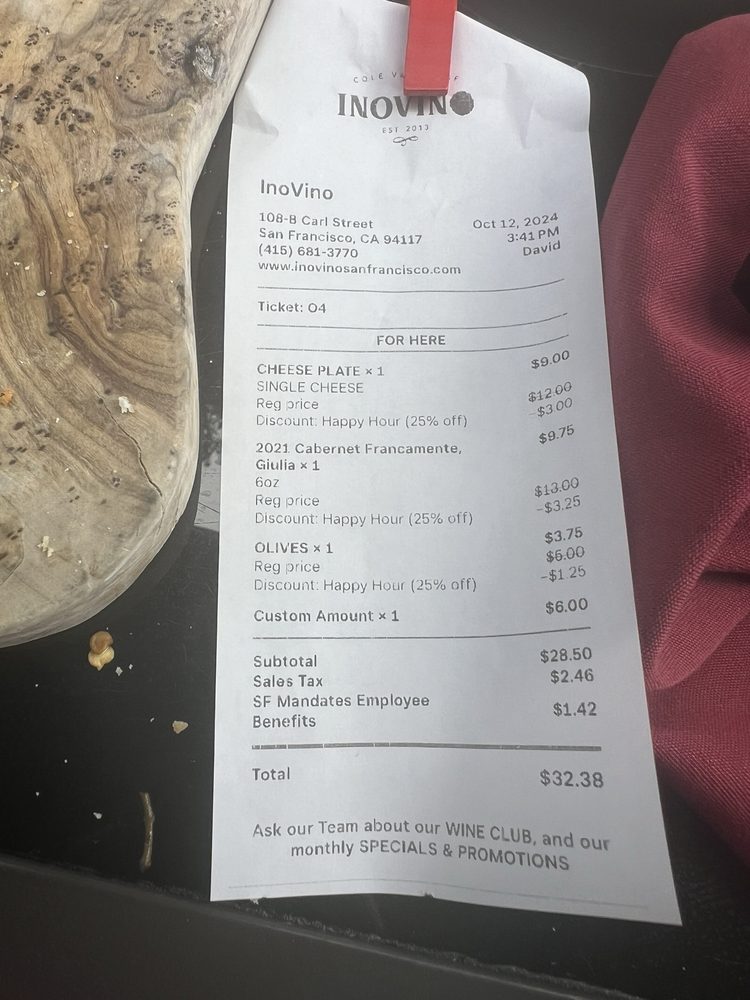 COLE
INOVINO
EST 2013
InoVino
108-B Carl Street
San Francisco, CA 94117
(415) 681-3770
www.inovinosanfrancisco.com
Oct 12, 2024
3:41 PM
David
Ticket: 04
FOR HERE
CHEESE PLATE × 1 $9.00
SINGLE CHEESE
Reg price $12.00
Discount: Happy Hour (25% off) -$3.00
2021 Cabernet Francamente, $9.75
Giulia × 1
6oz
Reg price $13.00
Discount: Happy Hour (25% off) -$3.25
OLIVES × 1 $3.75
Reg price $5.00
Discount: Happy Hour (25% off) -$1.25
Custom Amount × 1 $6.00
Subtotal $28.50
Sales Tax $2.46
SF Mandates Employee
Benefits $1.42
Total $32.38
Ask our Team about our WINE CLUB, and our
monthly SPECIALS & PROMOTIONS